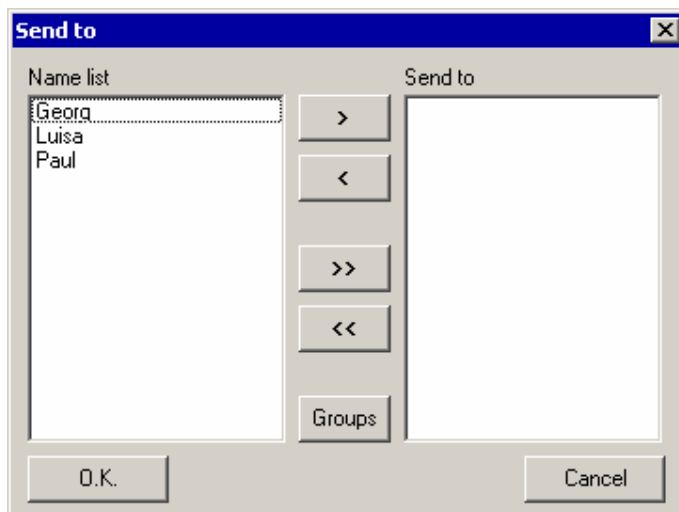 Send to
Name list
Send to
Georg
Luisa
Paul
>
<
>>
<<
Groups
O.K.
Cancel